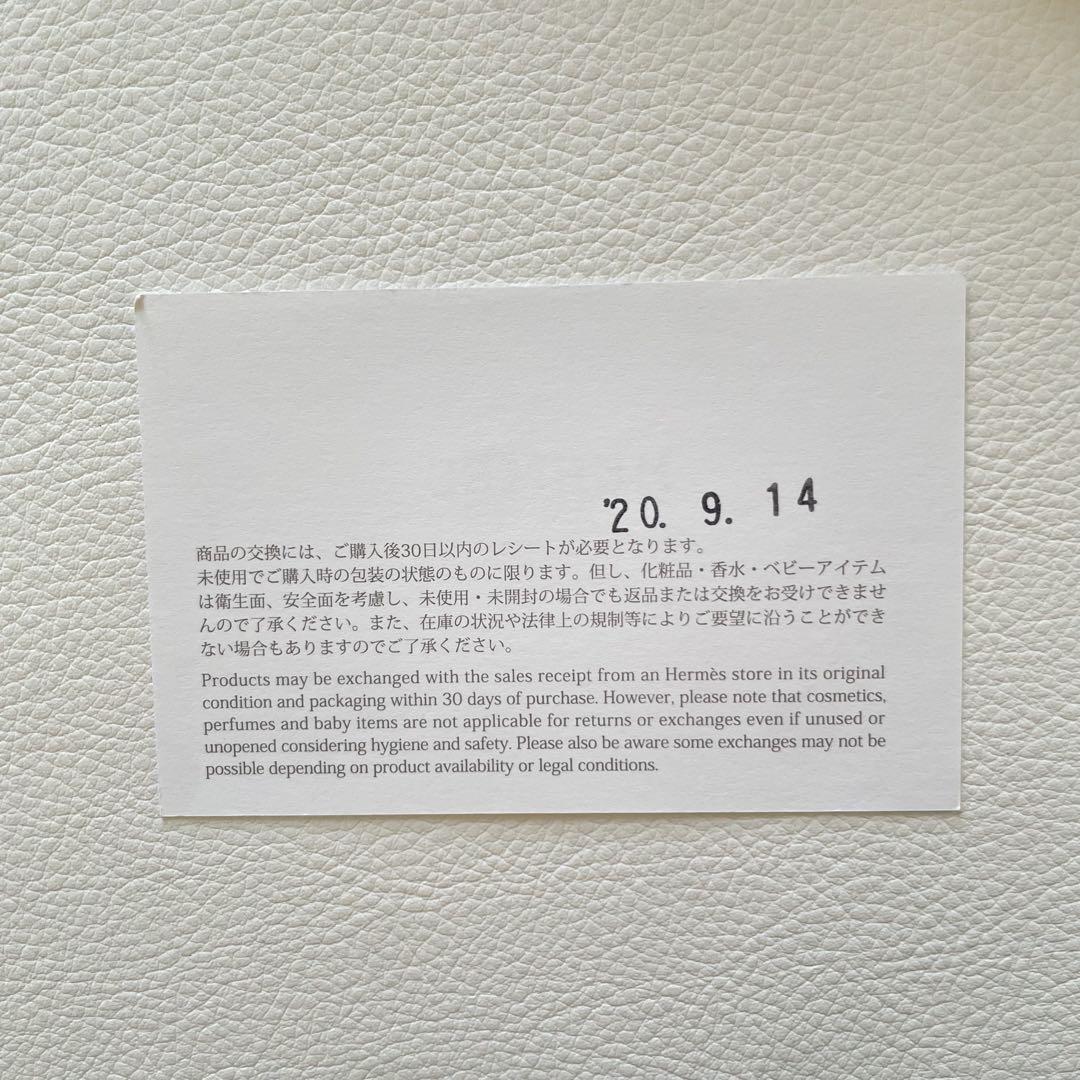 '20. 9. 14
商品の交換には、ご購入後30日以内のレシートが必要となります。
未使用でご購入時の包装の状態のものに限ります。但し、化粧品・香水・ベビーアイテム
は衛生面、安全面を考慮し、未使用・未開封の場合でも返品または交換をお受けできませ
んので了承ください。また、在庫の状況や法律上の規制等によりご要望に沿うことができ
ない場合もありますのでご了承ください。
Products may be exchanged with the sales receipt from an Hermès store in its original
condition and packaging within 30 days of purchase. However, please note that cosmetics,
perfumes and baby items are not applicable for returns or exchanges even if unused or
unopened considering hygiene and safety. Please also be aware some exchanges may not be
possible depending on product availability or legal conditions.